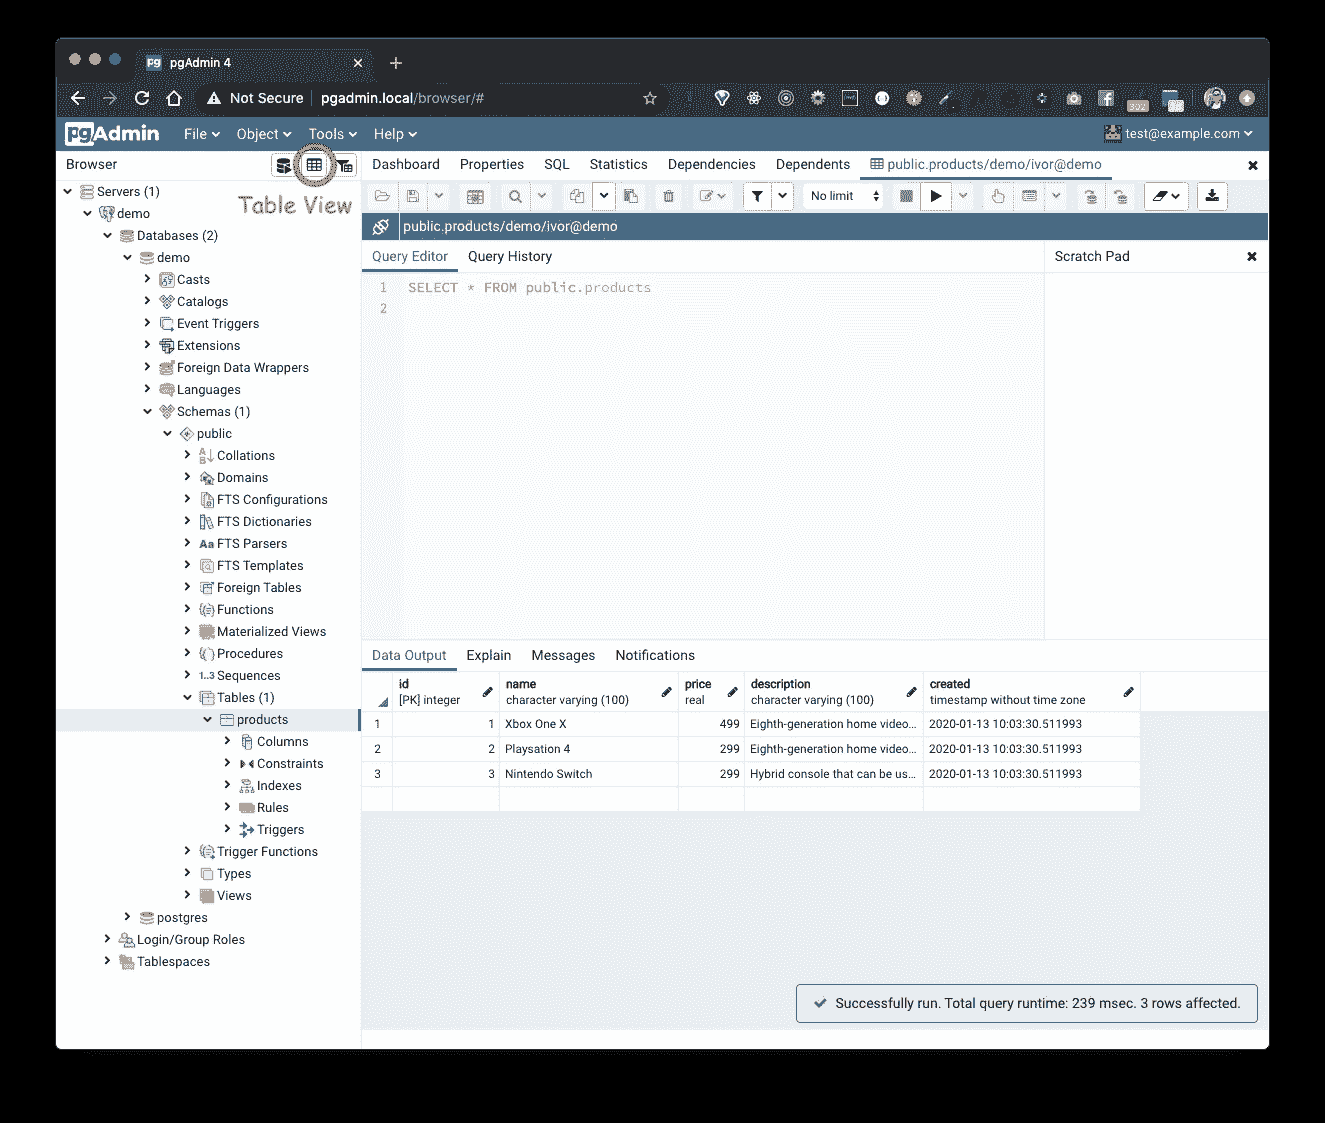 pgAdmin 4
Not Secure pgadmin.local/browser/#
302
pgAdmin File Object Tools Help test@example.com
Browser
Table View
Dashboard Properties SQL Statistics Dependencies Dependents public.products/demo/ivor@demo
No limit
public.products/demo/ivor@demo
Query Editor Query History Scratch Pad
1 SELECT * FROM public.products
2
Servers (1)
demo
Databases (2)
demo
Casts
Catalogs
Event Triggers
Extensions
Foreign Data Wrappers
Languages
Schemas (1)
public
Collations
Domains
FTS Configurations
FTS Dictionaries
Aa FTS Parsers
FTS Templates
Foreign Tables
Functions
Materialized Views
Procedures
1..3 Sequences
Tables (1)
products
Columns
Constraints
Indexes
Rules
Triggers
Trigger Functions
Types
Views
postgres
Login/Group Roles
Tablespaces
Data Output Explain Messages Notifications
id name price description created
[PK] integer character varying (100) real character varying (100) timestamp without time zone
1 1 Xbox One X 499 Eighth-generation home video... 2020-01-13 10:03:30.511993
2 2 Playsation 4 299 Eighth-generation home video... 2020-01-13 10:03:30.511993
3 3 Nintendo Switch 299 Hybrid console that can be us... 2020-01-13 10:03:30.511993
Successfully run. Total query runtime: 239 msec. 3 rows affected.